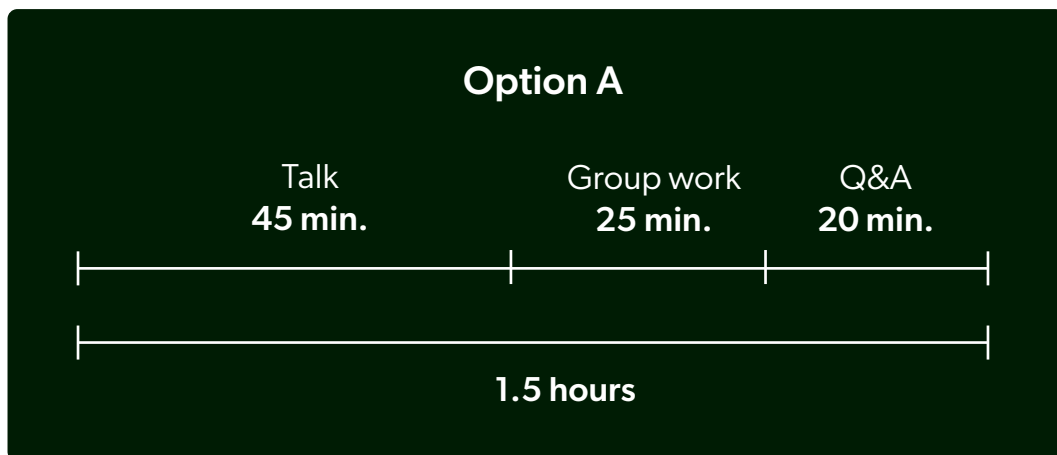 Option A
Talk
45 min.
Group work
25 min.
Q&A
20 min.
1.5 hours